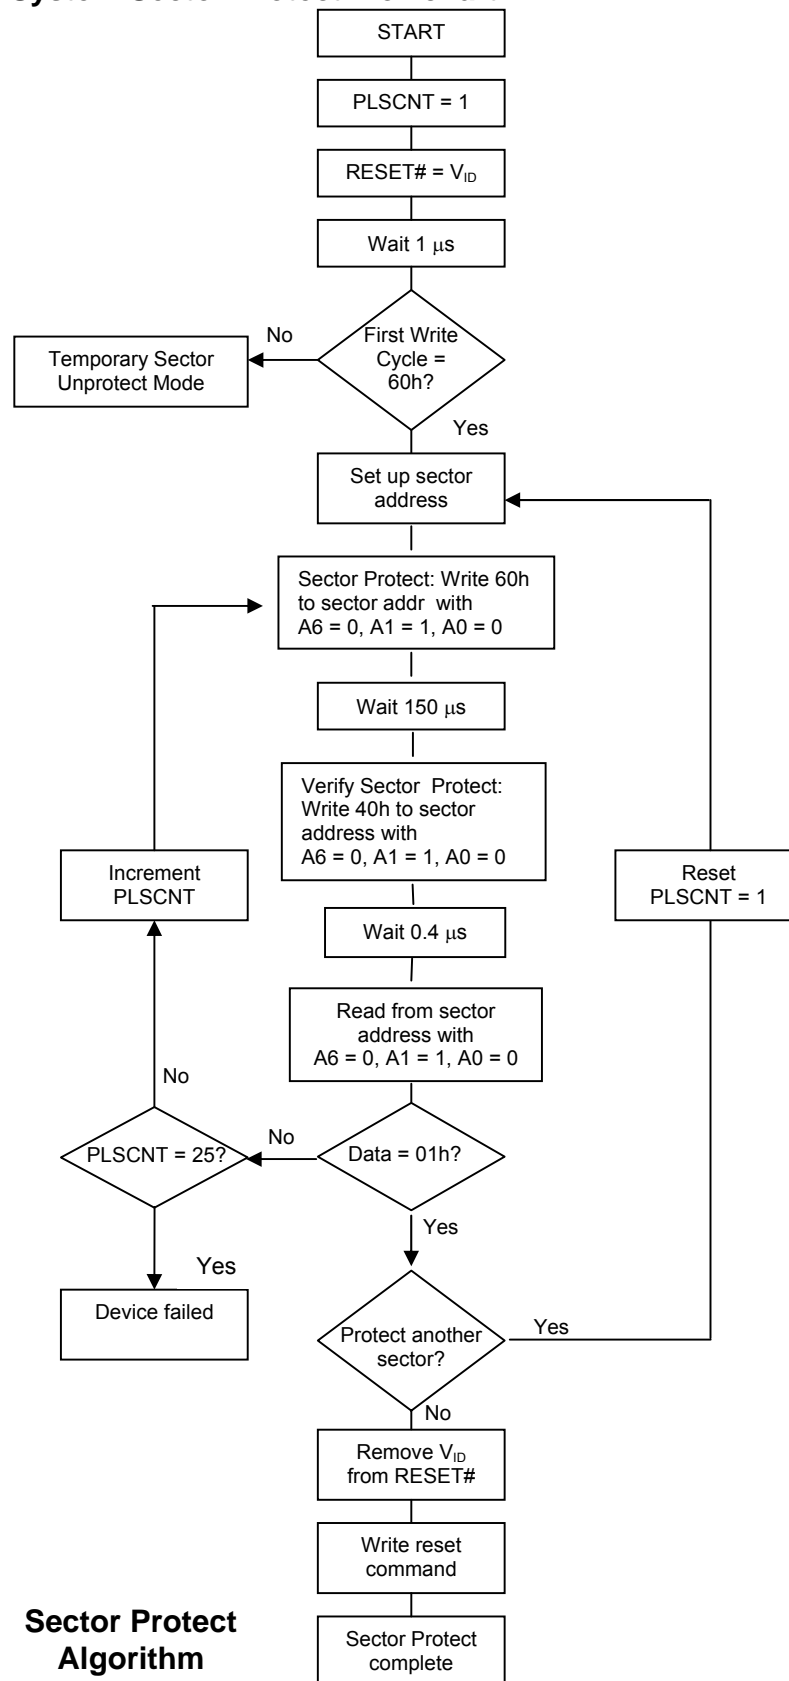 START
PLSCNT = 1
RESET# = VID
Wait 1 μs
First Write
Cycle =
60h?
No
Temporary Sector
Unprotect Mode
Yes
Set up sector
address
Sector Protect: Write 60h
to sector addr with
A6 = 0, A1 = 1, A0 = 0
Wait 150 μs
Verify Sector Protect:
Write 40h to sector
address with
A6 = 0, A1 = 1, A0 = 0
Increment
PLSCNT
Reset
PLSCNT = 1
Wait 0.4 μs
Read from sector
address with
A6 = 0, A1 = 1, A0 = 0
No
PLSCNT = 25?
No
Data = 01h?
Yes
Yes
Device failed
Protect another
sector?
Yes
No
Remove VID
from RESET#
Write reset
command
Sector Protect
complete
Sector Protect
Algorithm